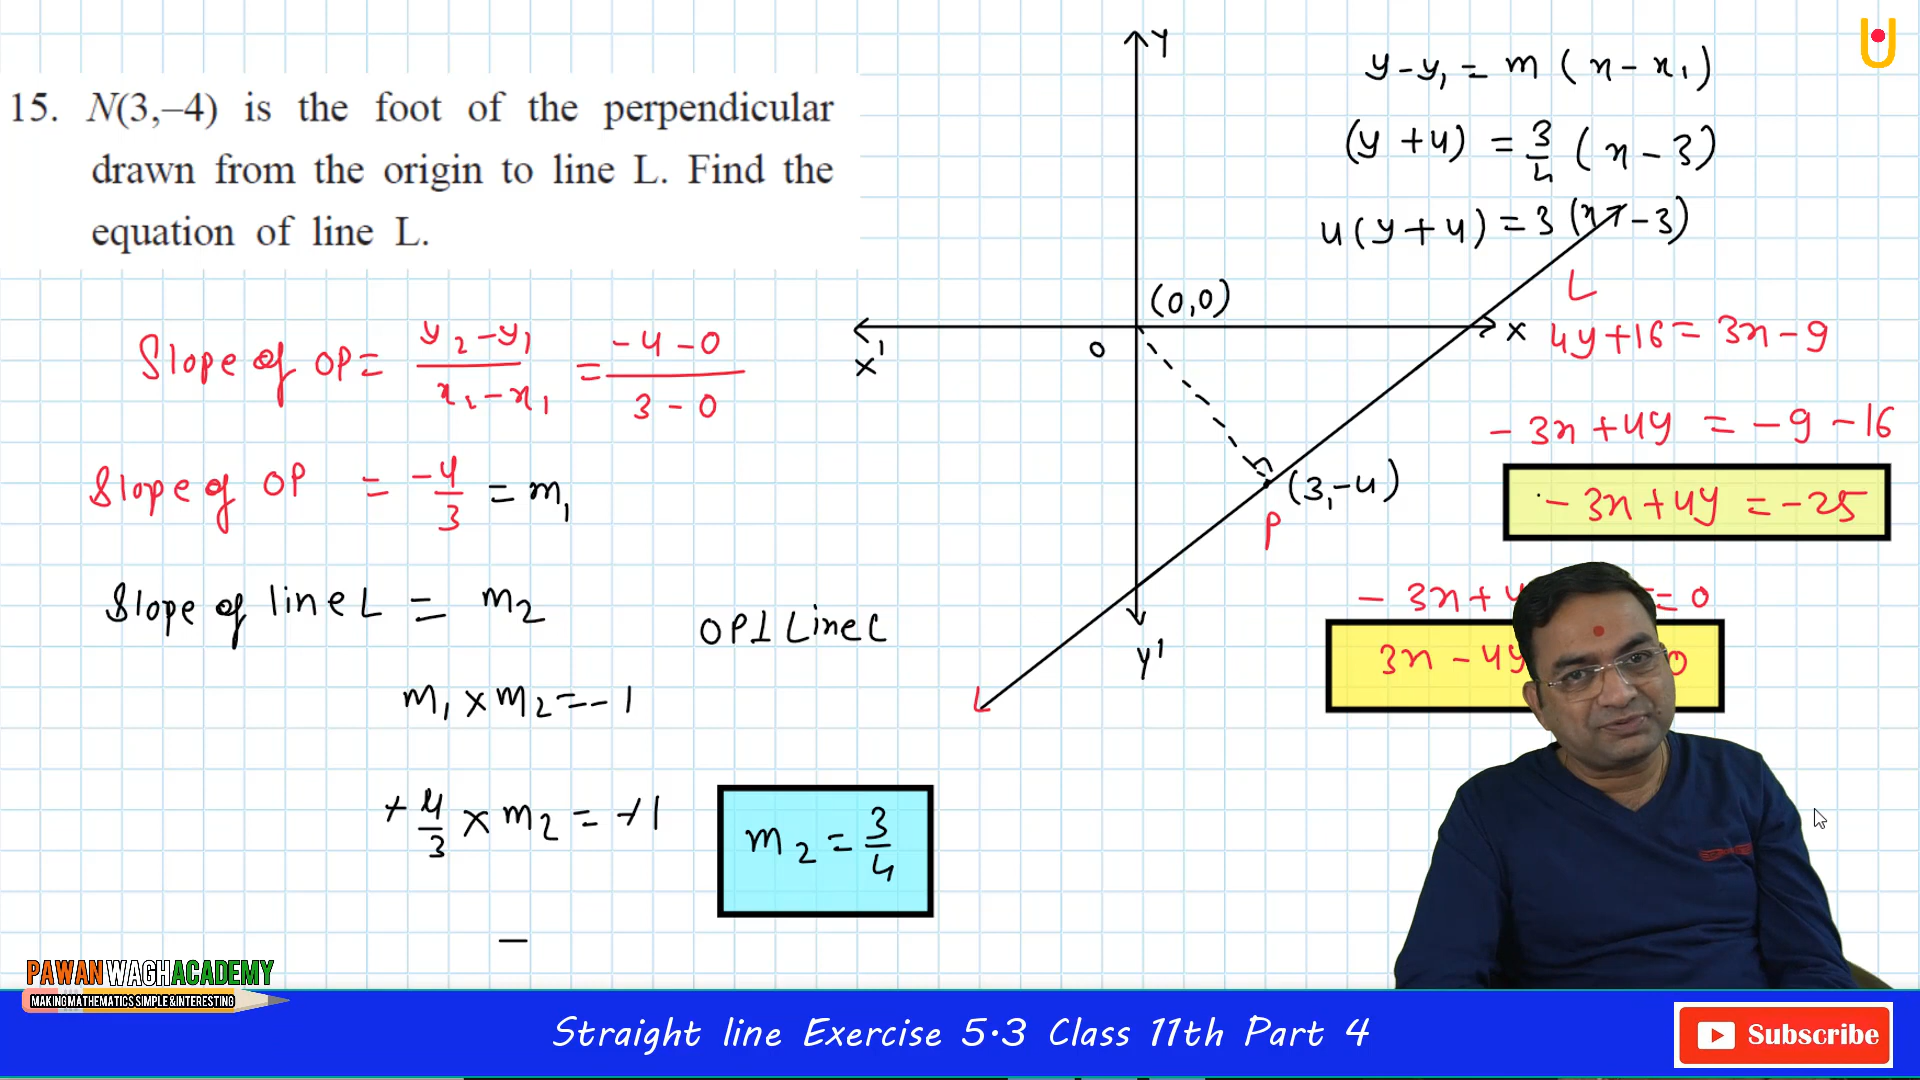 15. N(3,–4) is the foot of the perpendicular
drawn from the origin to line L. Find the
equation of line L.
Slope of OP = y2 – y1 / x2 – x1 = -4 - 0 / 3 - 0
Slope of OP = -4/3 = m1
Slope of line L = m2
OP ⊥ Line L
m1 × m2 = -1
+ 4/3 × m2 = +1
m2 = 3/4
Y
(0,0)
X'
O
X
(3,-4)
P
L
L
Y'
y - y1 = m (x - x1)
(y + 4) = 3/4 (x - 3)
4(y + 4) = 3(x - 3)
4y + 16 = 3x - 9
- 3x + 4y = - 9 - 16
- 3x + 4y = - 25
- 3x + = 0
3x - 4y 0
PAWAN WAGH ACADEMY
MAKING MATHEMATICS SIMPLE & INTERESTING
Straight line Exercise 5.3 Class 11th Part 4
Subscribe